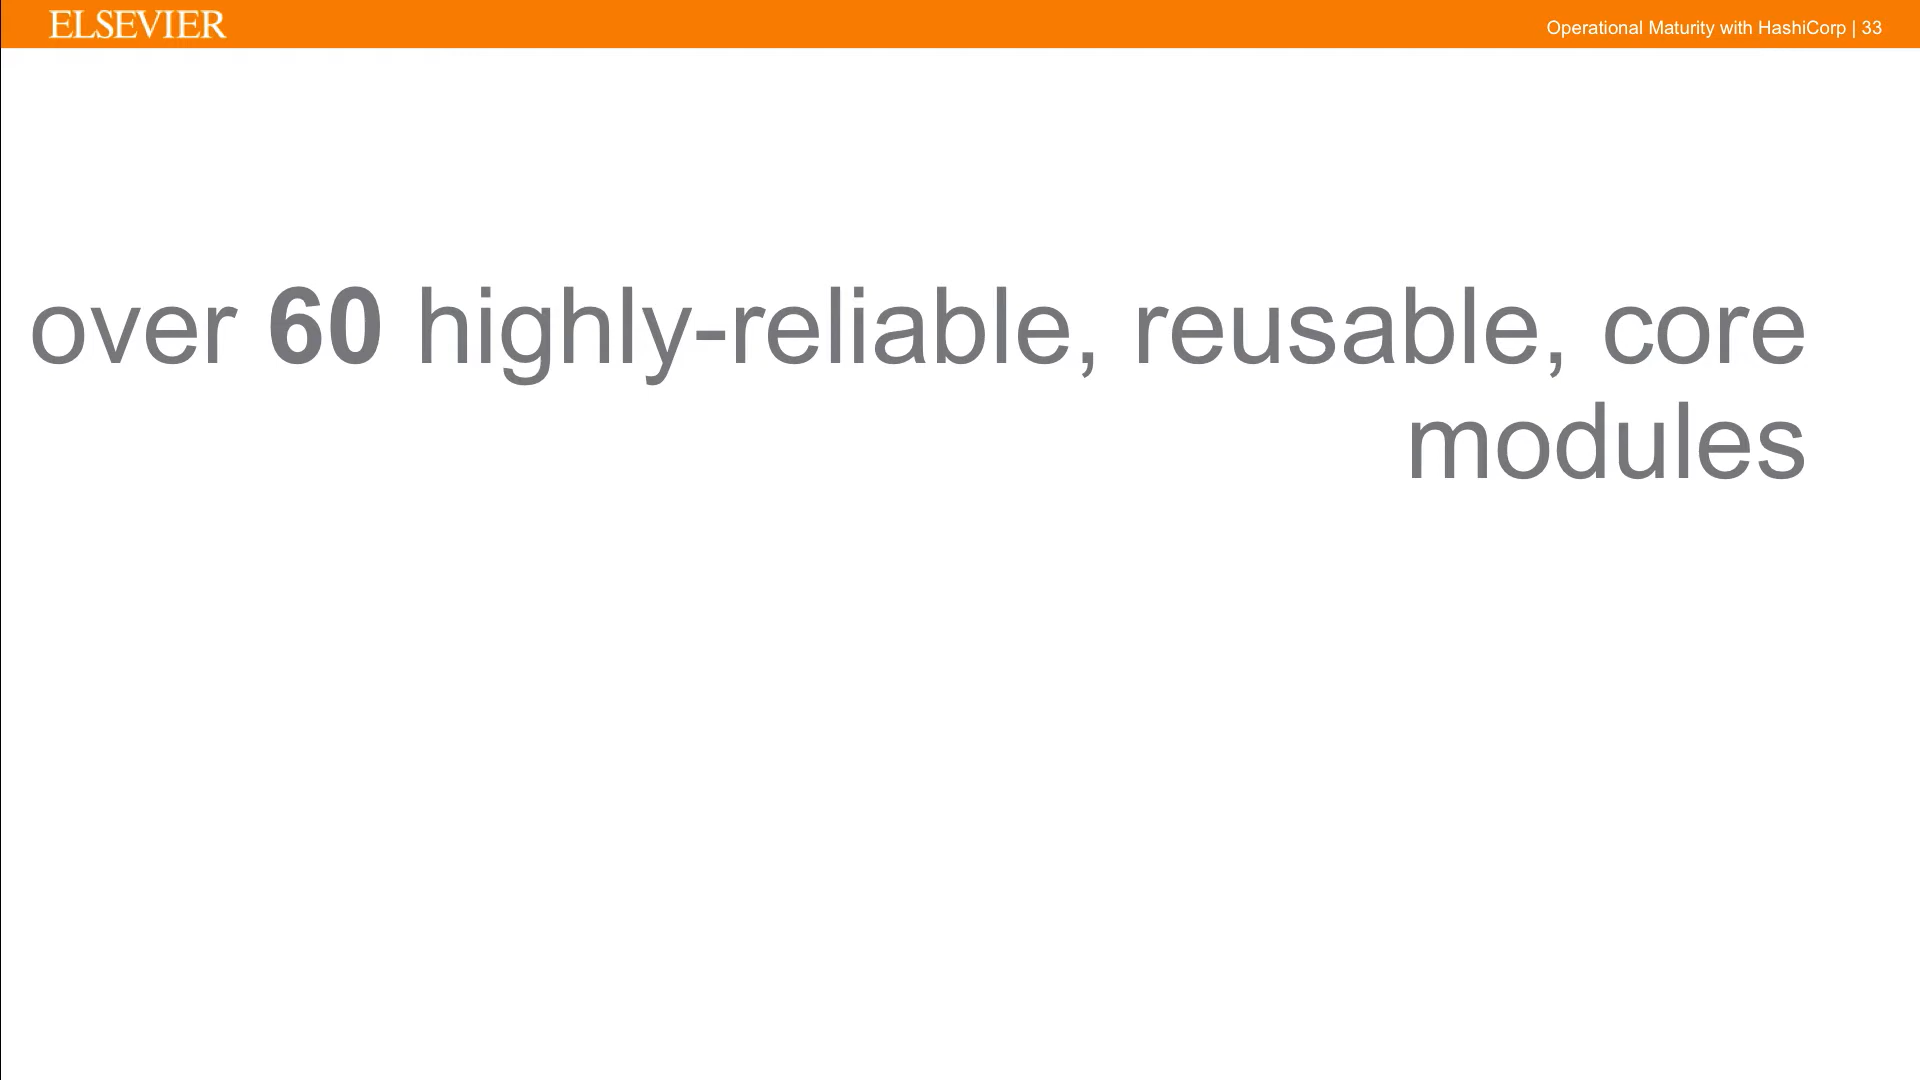 ELSEVIER
Operational Maturity with HashiCorp | 33
over 60 highly-reliable, reusable, core
modules